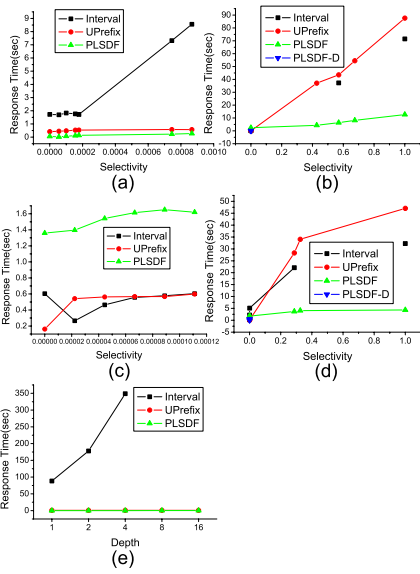 Response Time(sec)
9
8
7
6
5
4
3
2
1
0
Interval
UPrefix
PLSDF
0.0000 0.0002 0.0004 0.0006 0.0008 0.0010
Selectivity
(a)
Response Time(sec)
90
80
70
60
50
40
30
20
10
0
-10
Interval
UPrefix
PLSDF
PLSDF-D
0.0 0.2 0.4 0.6 0.8 1.0
Selectivity
(b)
Response Time(sec)
1.6
1.4
1.2
1.0
0.8
0.6
0.4
0.2
Interval
UPrefix
PLSDF
0.00000 0.00002 0.00004 0.00006 0.00008 0.00010 0.00012
Selectivity
(c)
Response Time(sec)
50
45
40
35
30
25
20
15
10
5
0
-5
Interval
UPrefix
PLSDF
PLSDF-D
0.0 0.2 0.4 0.6 0.8 1.0
Selectivity
(d)
Response Time(sec)
350
300
250
200
150
100
50
0
Interval
UPrefix
PLSDF
1 2 4 8 16
Depth
(e)